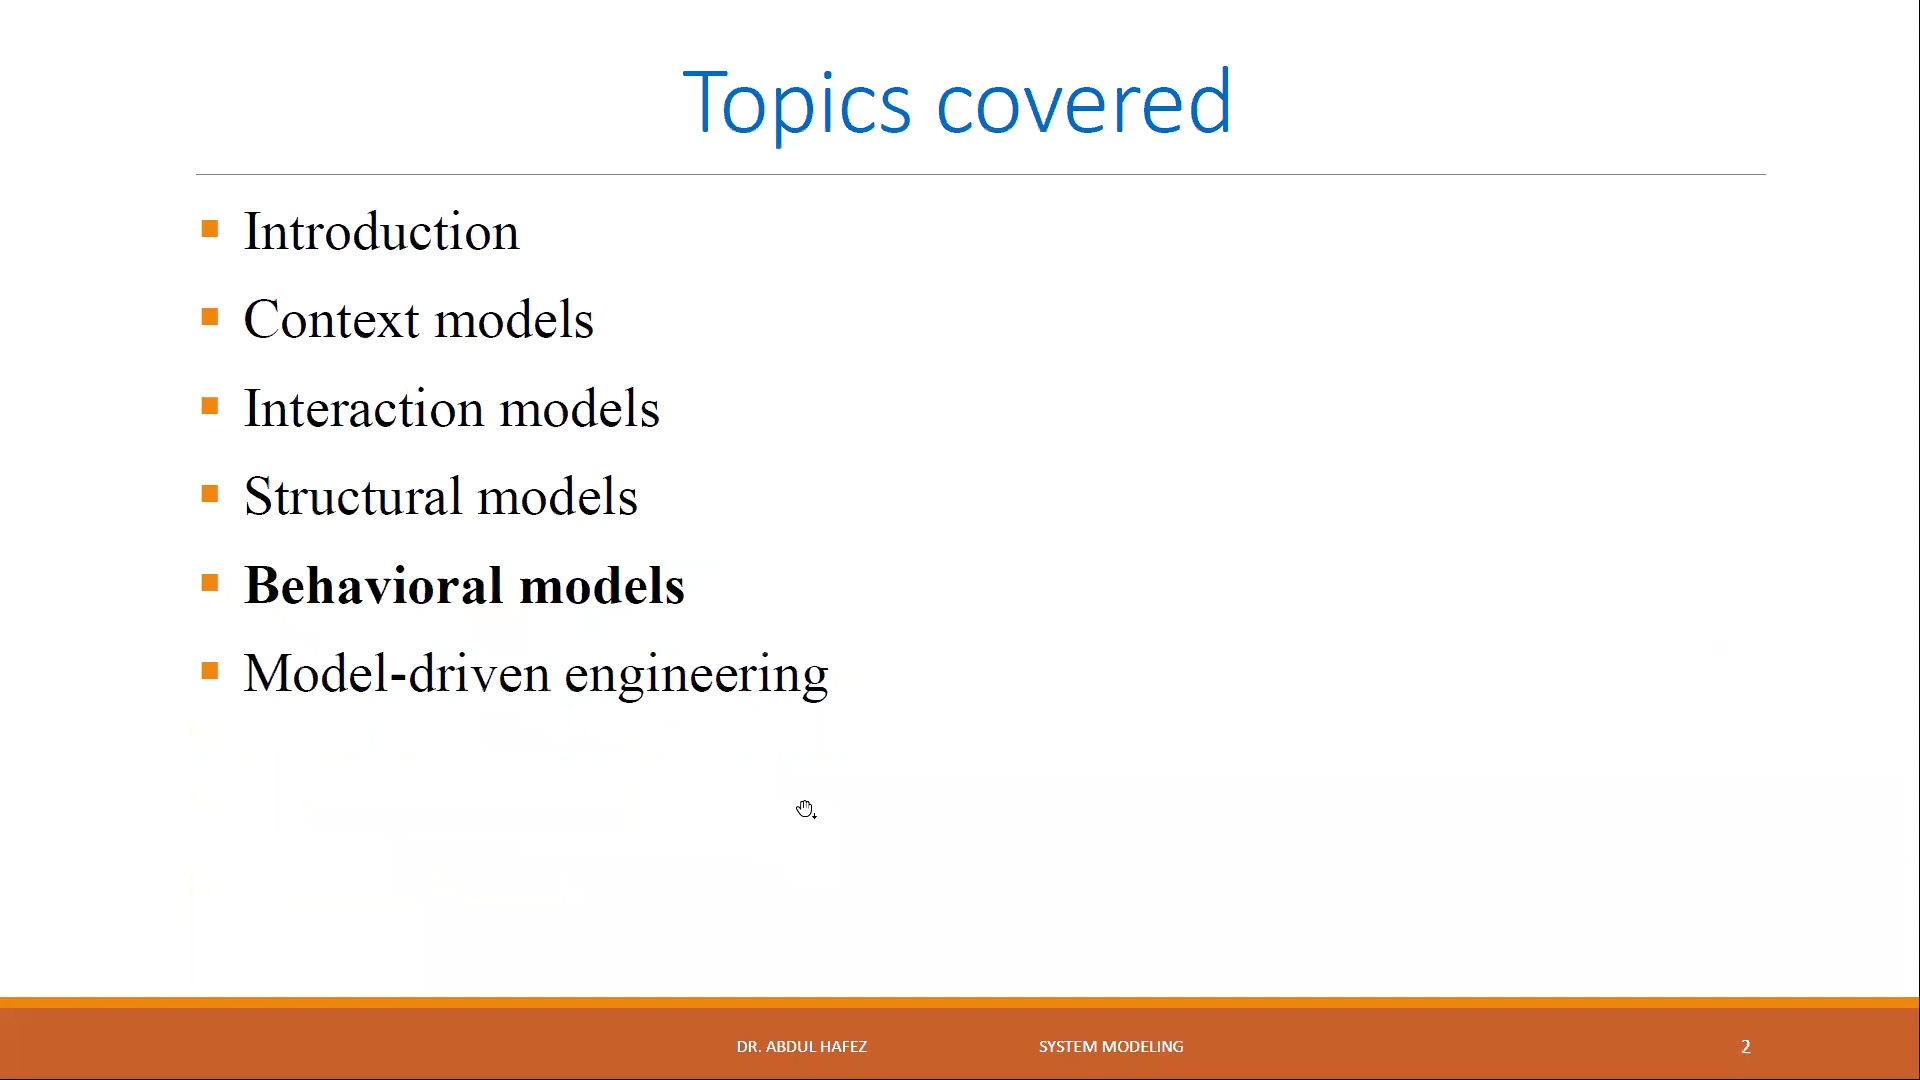 Topics covered
Introduction
Context models
Interaction models
Structural models
Behavioral models
Model-driven engineering
DR. ABDUL HAFEZ SYSTEM MODELING 2